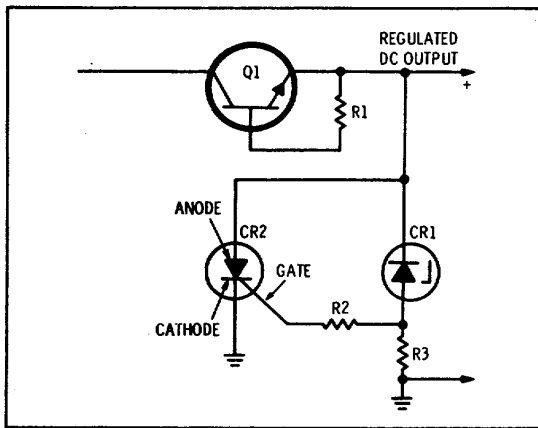 REGULATED
DC OUTPUT
Q1
+
R1
ANODE
CR2
CR1
GATE
CATHODE
R2
R3